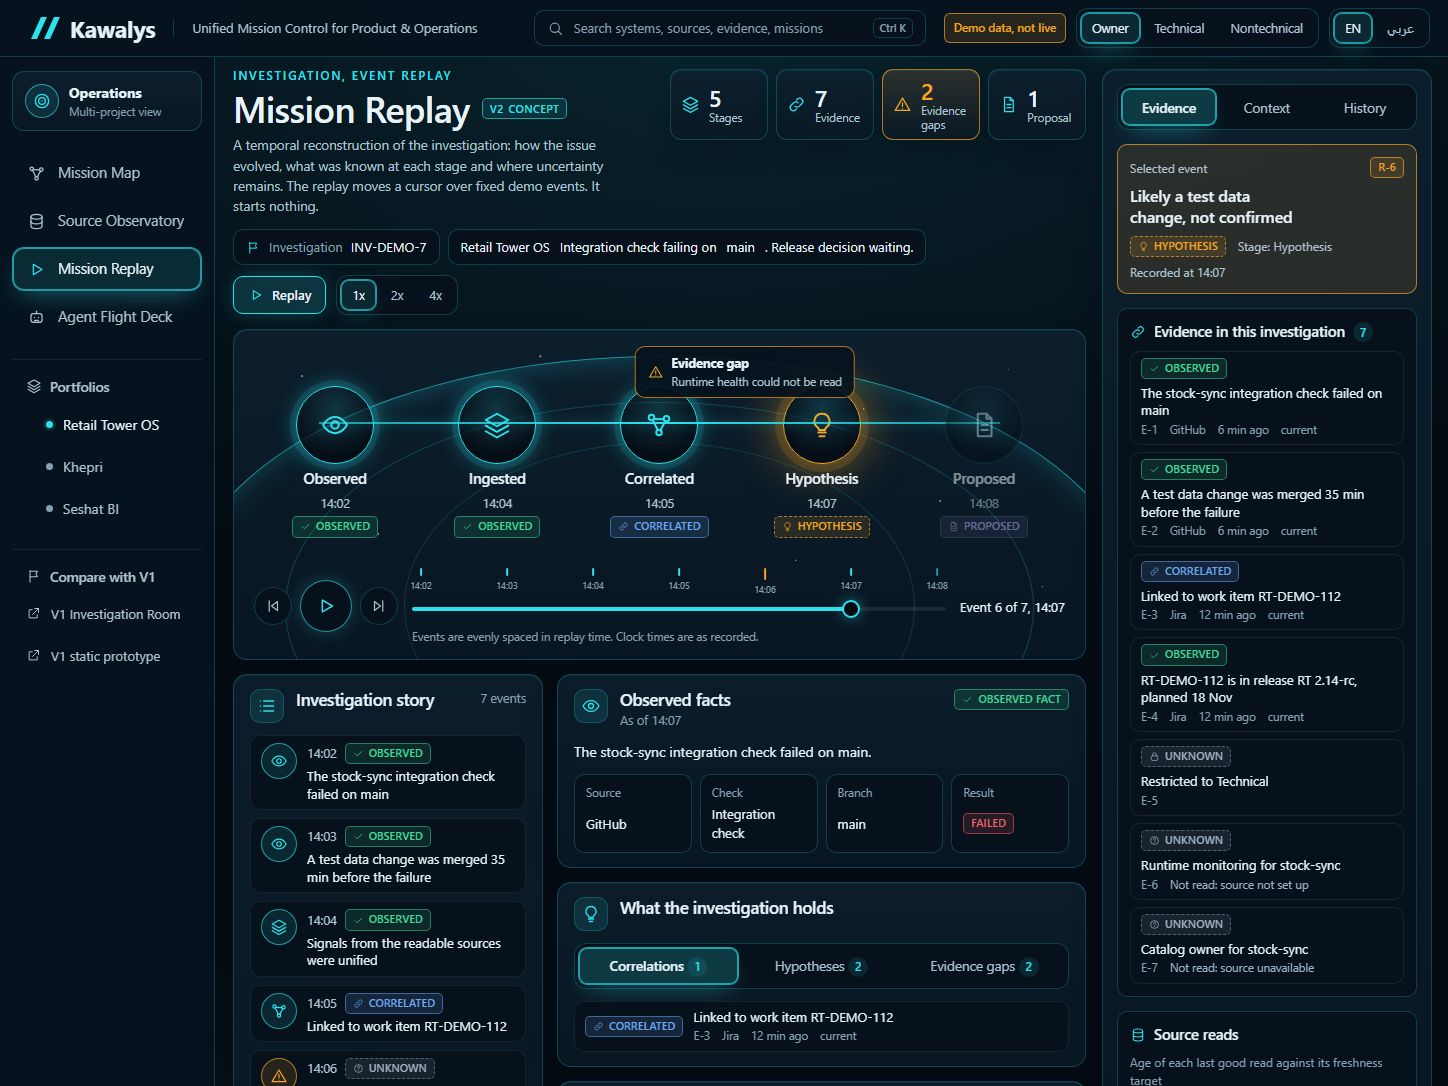 Kawalys
Unified Mission Control for Product & Operations
Search systems, sources, evidence, missions
Ctrl K
Demo data, not live
Owner
Technical
Nontechnical
EN
عربي
Operations
Multi-project view
Mission Map
Source Observatory
Mission Replay
Agent Flight Deck
Portfolios
Retail Tower OS
Khepri
Seshat BI
Compare with V1
V1 Investigation Room
V1 static prototype
INVESTIGATION, EVENT REPLAY
Mission Replay
V2 CONCEPT
A temporal reconstruction of the investigation: how the issue
evolved, what was known at each stage and where uncertainty
remains. The replay moves a cursor over fixed demo events. It
starts nothing.
5
Stages
7
Evidence
2
Evidence
gaps
1
Proposal
Investigation INV-DEMO-7
Retail Tower OS Integration check failing on main . Release decision waiting.
Replay
1x
2x
4x
Evidence gap
Runtime health could not be read
Observed
14:02
OBSERVED
Ingested
14:04
OBSERVED
Correlated
14:05
CORRELATED
Hypothesis
14:07
HYPOTHESIS
Proposed
14:08
PROPOSED
14:02
14:03
14:04
14:05
14:06
14:07
14:08
Event 6 of 7, 14:07
Events are evenly spaced in replay time. Clock times are as recorded.
Investigation story
7 events
14:02 OBSERVED
The stock-sync integration check
failed on main
14:03 OBSERVED
A test data change was merged 35
min before the failure
14:04 OBSERVED
Signals from the readable sources
were unified
14:05 CORRELATED
Linked to work item RT-DEMO-112
14:06 UNKNOWN
Observed facts
As of 14:07
OBSERVED FACT
The stock-sync integration check failed on main.
Source
GitHub
Check
Integration
check
Branch
main
Result
FAILED
What the investigation holds
Correlations 1
Hypotheses 2
Evidence gaps 2
CORRELATED
Linked to work item RT-DEMO-112
E-3 Jira 12 min ago current
Evidence
Context
History
Selected event
R-6
Likely a test data
change, not confirmed
HYPOTHESIS
Stage: Hypothesis
Recorded at 14:07
Evidence in this investigation 7
OBSERVED
The stock-sync integration check failed on
main
E-1 GitHub 6 min ago current
OBSERVED
A test data change was merged 35 min
before the failure
E-2 GitHub 6 min ago current
CORRELATED
Linked to work item RT-DEMO-112
E-3 Jira 12 min ago current
OBSERVED
RT-DEMO-112 is in release RT 2.14-rc,
planned 18 Nov
E-4 Jira 12 min ago current
UNKNOWN
Restricted to Technical
E-5
UNKNOWN
Runtime monitoring for stock-sync
E-6 Not read: source not set up
UNKNOWN
Catalog owner for stock-sync
E-7 Not read: source unavailable
Source reads
Age of each last good read against its freshness
target